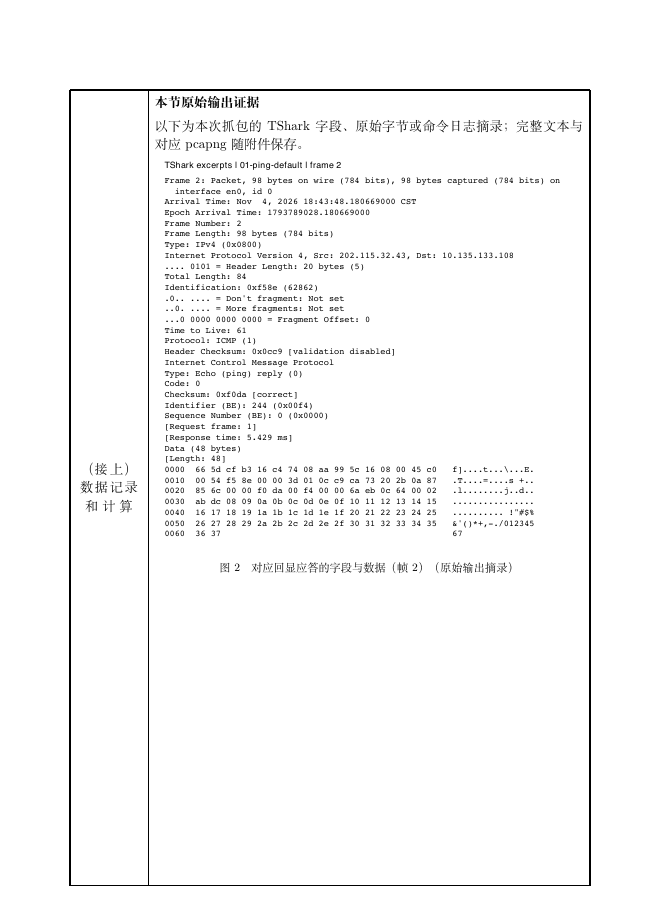 本节原始输出证据
以下为本次抓包的 TShark 字段、原始字节或命令日志摘录；完整文本与
对应 pcapng 随附件保存。
TShark excerpts | 01-ping-default | frame 2
Frame 2: Packet, 98 bytes on wire (784 bits), 98 bytes captured (784 bits) on
interface en0, id 0
Arrival Time: Nov  4, 2026 18:43:48.180669000 CST
Epoch Arrival Time: 1793789028.180669000
Frame Number: 2
Frame Length: 98 bytes (784 bits)
Type: IPv4 (0x0800)
Internet Protocol Version 4, Src: 202.115.32.43, Dst: 10.135.133.108
.... 0101 = Header Length: 20 bytes (5)
Total Length: 84
Identification: 0xf58e (62862)
.0.. .... = Don't fragment: Not set
..0. .... = More fragments: Not set
...0 0000 0000 0000 = Fragment Offset: 0
Time to Live: 61
Protocol: ICMP (1)
Header Checksum: 0x0cc9 [validation disabled]
Internet Control Message Protocol
Type: Echo (ping) reply (0)
Code: 0
Checksum: 0xf0da [correct]
Identifier (BE): 244 (0x00f4)
Sequence Number (BE): 0 (0x0000)
[Request frame: 1]
[Response time: 5.429 ms]
Data (48 bytes)
[Length: 48]
0000  66 5d cf b3 16 c4 74 08 aa 99 5c 16 08 00 45 c0   f]....t...\...E.
0010  00 54 f5 8e 00 00 3d 01 0c c9 ca 73 20 2b 0a 87   .T....=....s +..
0020  85 6c 00 00 f0 da 00 f4 00 00 6a eb 0c 64 00 02   .l........j..d..
0030  ab dc 08 09 0a 0b 0c 0d 0e 0f 10 11 12 13 14 15   ................
0040  16 17 18 19 1a 1b 1c 1d 1e 1f 20 21 22 23 24 25   .......... !"#$%
0050  26 27 28 29 2a 2b 2c 2d 2e 2f 30 31 32 33 34 35   &'()*+,-./012345
0060  36 37                                             67
图 2　对应回显应答的字段与数据（帧 2）（原始输出摘录）
（接上）
数据记录
和计算